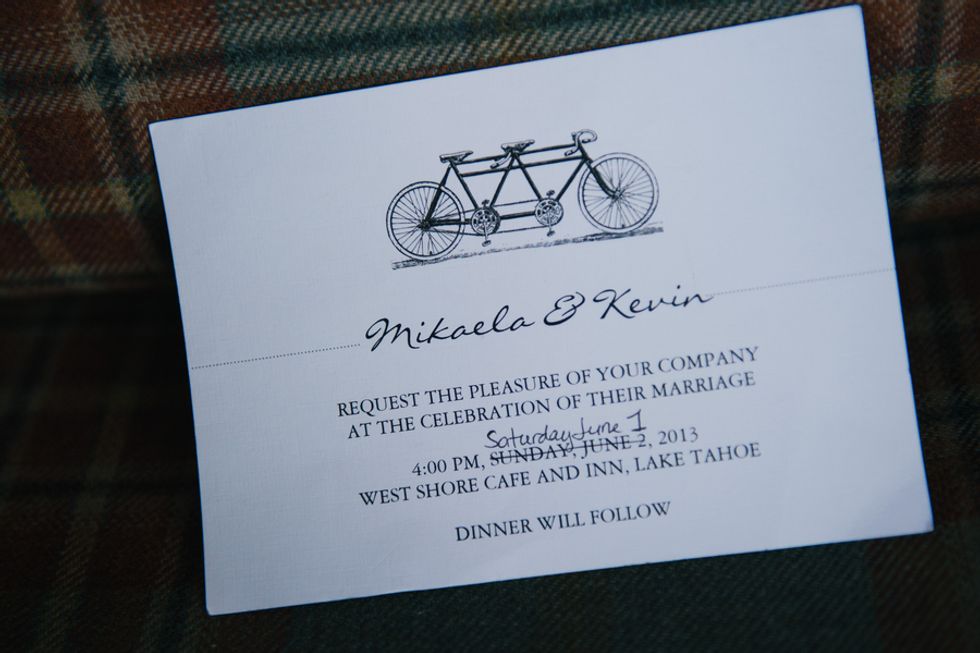 Mikaela & Kevin
REQUEST THE PLEASURE OF YOUR COMPANY
AT THE CELEBRATION OF THEIR MARRIAGE
Saturday June 1
4:00 PM, SUNDAY, JUNE 2, 2013
WEST SHORE CAFE AND INN, LAKE TAHOE
DINNER WILL FOLLOW